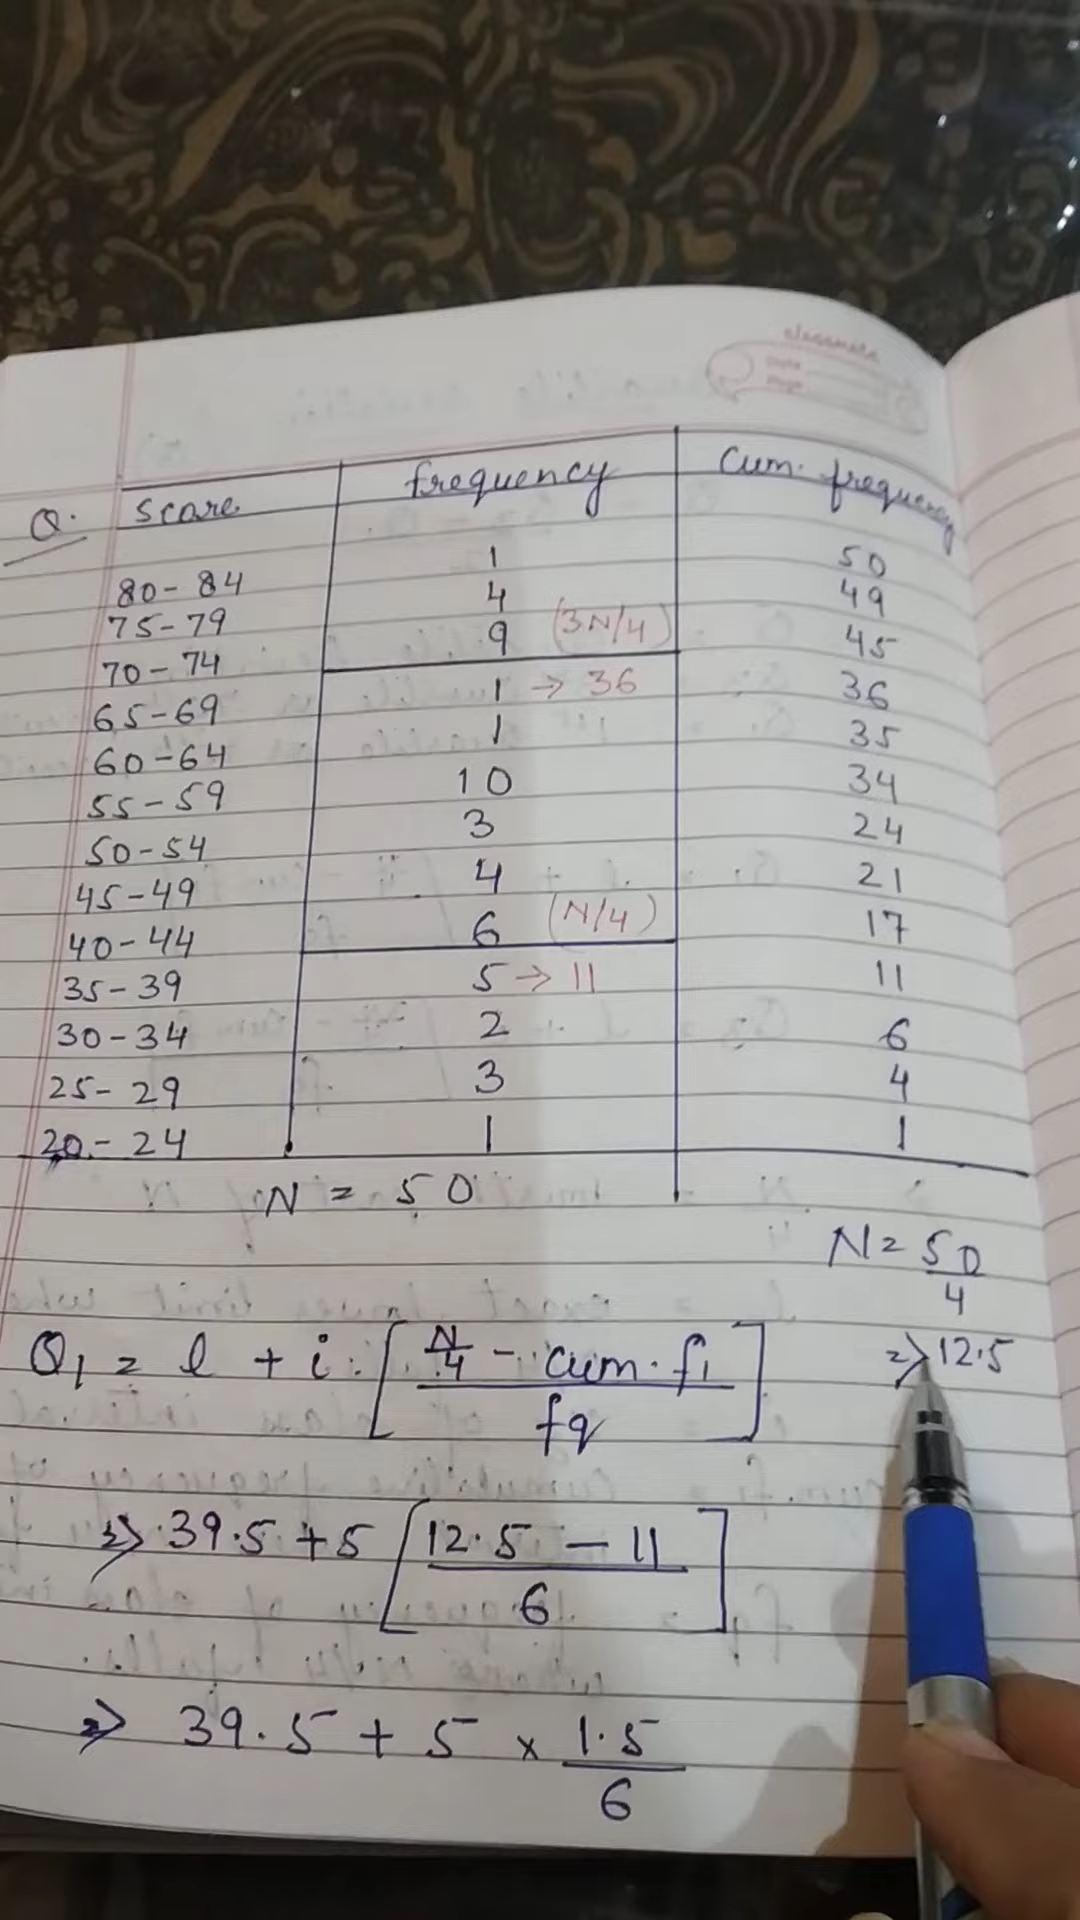 classmate
Date
Page
Q. Score frequency Cum. frequency
80-84 1 50
75-79 4 49
70-74 9 (3N/4) 45
65-69 1 → 36 36
60-64 1 35
55-59 10 34
50-54 3 24
45-49 4 21
40-44 6 (N/4) 17
35-39 5 → 11 11
30-34 2 6
25-29 3 4
20-24 1 1
N = 50
N = 50/4
⇒ 12.5
Q₁ = l + i [N/4 - cum. f₁ / fq]
⇒ 39.5 + 5 [12.5 - 11 / 6]
⇒ 39.5 + 5 × 1.5/6